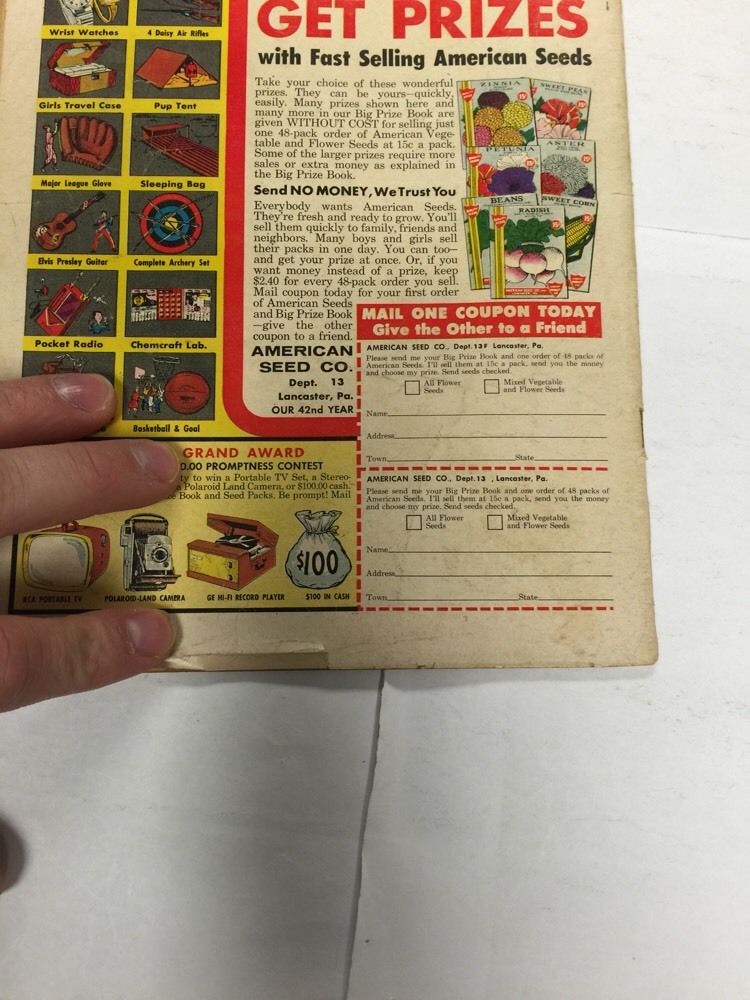 GET PRIZES
with Fast Selling American Seeds
Wrist Watches
4 Daisy Air Rifles
Girls Travel Case
Pup Tent
Major League Glove
Sleeping Bag
Elvis Presley Guitar
Complete Archery Set
Pocket Radio
Chemcraft Lab.
Basketball & Goal
Take your choice of these wonderful
prizes. They can be yours—quickly,
easily. Many prizes shown here and
many more in our Big Prize Book are
given WITHOUT COST for selling just
one 48-pack order of American Vege-
table and Flower Seeds at 15c a pack.
Some of the larger prizes require more
sales or extra money as explained in
the Big Prize Book.
Send NO MONEY, We Trust You
Everybody wants American Seeds.
They're fresh and ready to grow. You'll
sell them quickly to family, friends and
neighbors. Many boys and girls sell
their packs in one day. You can too—
and get your prize at once. Or, if you
want money instead of a prize, keep
$2.40 for every 48-pack order you sell.
Mail coupon today for your first order
of American Seeds
and Big Prize Book
—give the other
coupon to a friend.
AMERICAN
SEED CO.
Dept. 13
Lancaster, Pa.
OUR 42nd YEAR
ZINNIA
SWEET PEAS
PETUNIA
ASTER
BEANS
SWEET CORN
RADISH
MAIL ONE COUPON TODAY
Give the Other to a Friend
AMERICAN SEED CO., Dept. 13F Lancaster, Pa.
Please send me your Big Prize Book and one order of 48 packs of
American Seeds. I'll sell them at 15c a pack, send you the money
and choose my prize. Send seeds checked.
All Flower Seeds
Mixed Vegetable and Flower Seeds
Name
Address
Town State
AMERICAN SEED CO., Dept. 13 , Lancaster, Pa.
Please send me your Big Prize Book and one order of 48 packs of
American Seeds. I'll sell them at 15c a pack, send you the money
and choose my prize. Send seeds checked.
All Flower Seeds
Mixed Vegetable and Flower Seeds
Name
Address
Town State
GRAND AWARD
0.00 PROMPTNESS CONTEST
ty to win a Portable TV Set, a Stereo-
a Polaroid Land Camera, or $100.00 cash.
e Book and Seed Packs. Be prompt! Mail
$100
RCA PORTABLE TV
POLAROID-LAND CAMERA
GE HI-FI RECORD PLAYER
$100 IN CASH